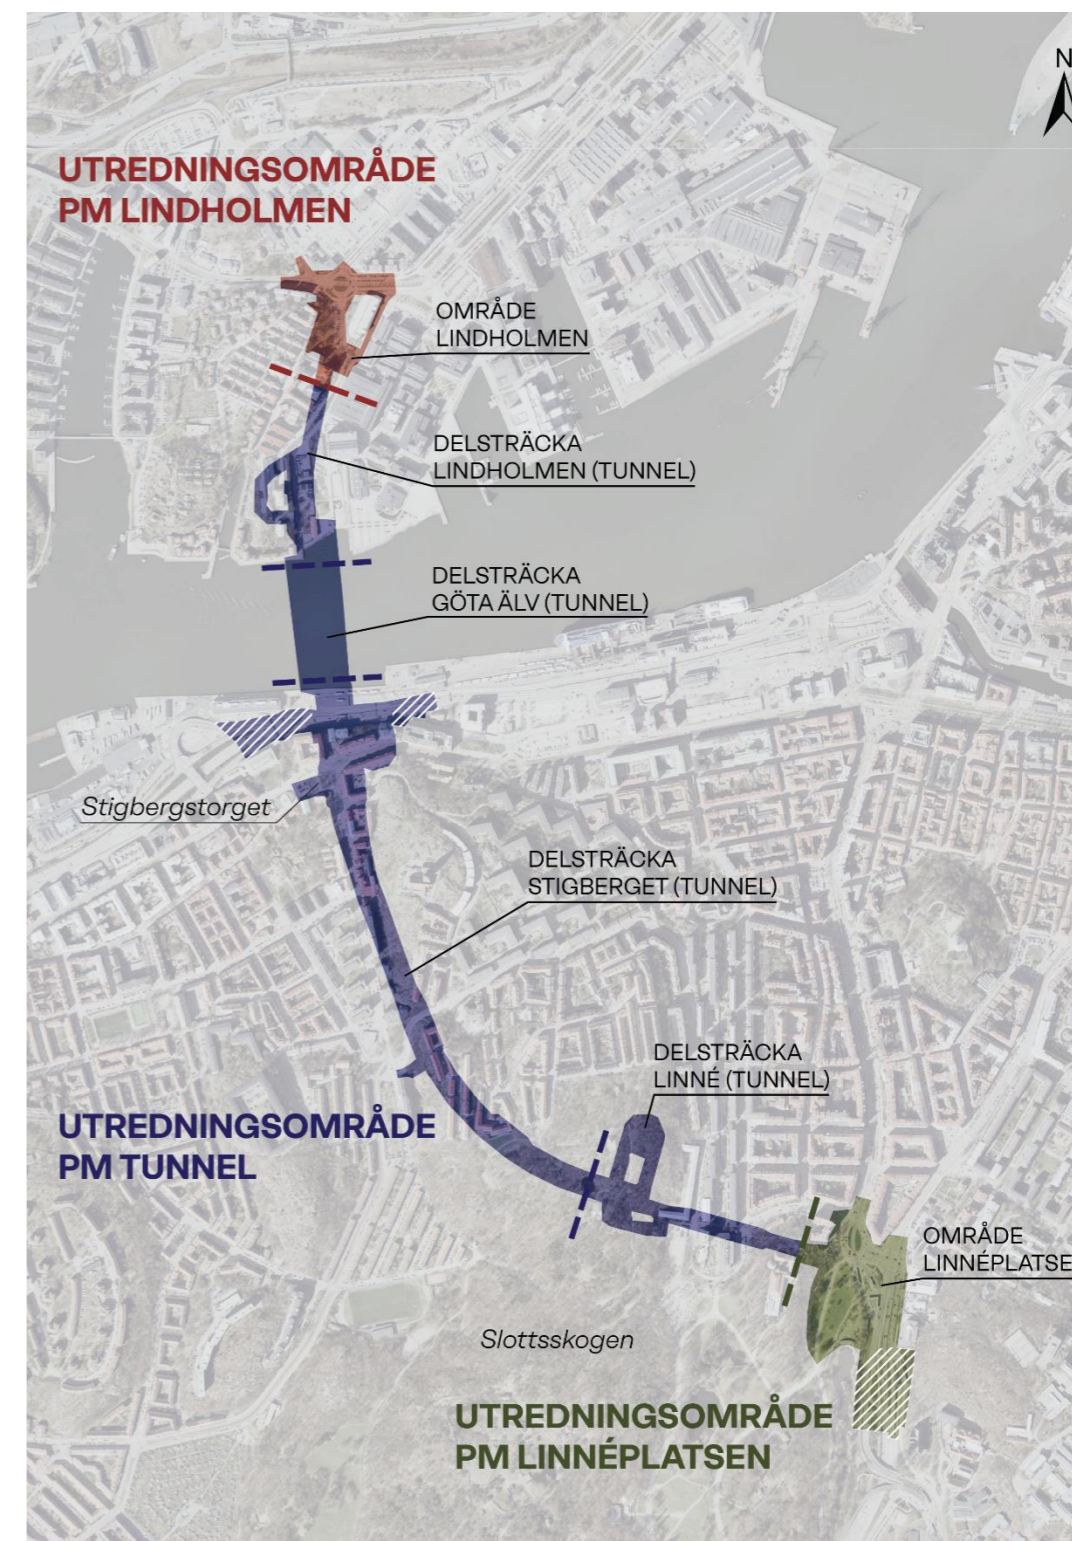 N
UTREDNINGSOMRÅDE
PM LINDHOLMEN
OMRÅDE
LINDHOLMEN
DELSTRÄCKA
LINDHOLMEN (TUNNEL)
DELSTRÄCKA
GÖTA ÄLV (TUNNEL)
Stigbergstorget
DELSTRÄCKA
STIGBERGET (TUNNEL)
DELSTRÄCKA
LINNÉ (TUNNEL)
UTREDNINGSOMRÅDE
PM TUNNEL
OMRÅDE
LINNÉPLATSE
Slottsskogen
UTREDNINGSOMRÅDE
PM LINNÉPLATSEN